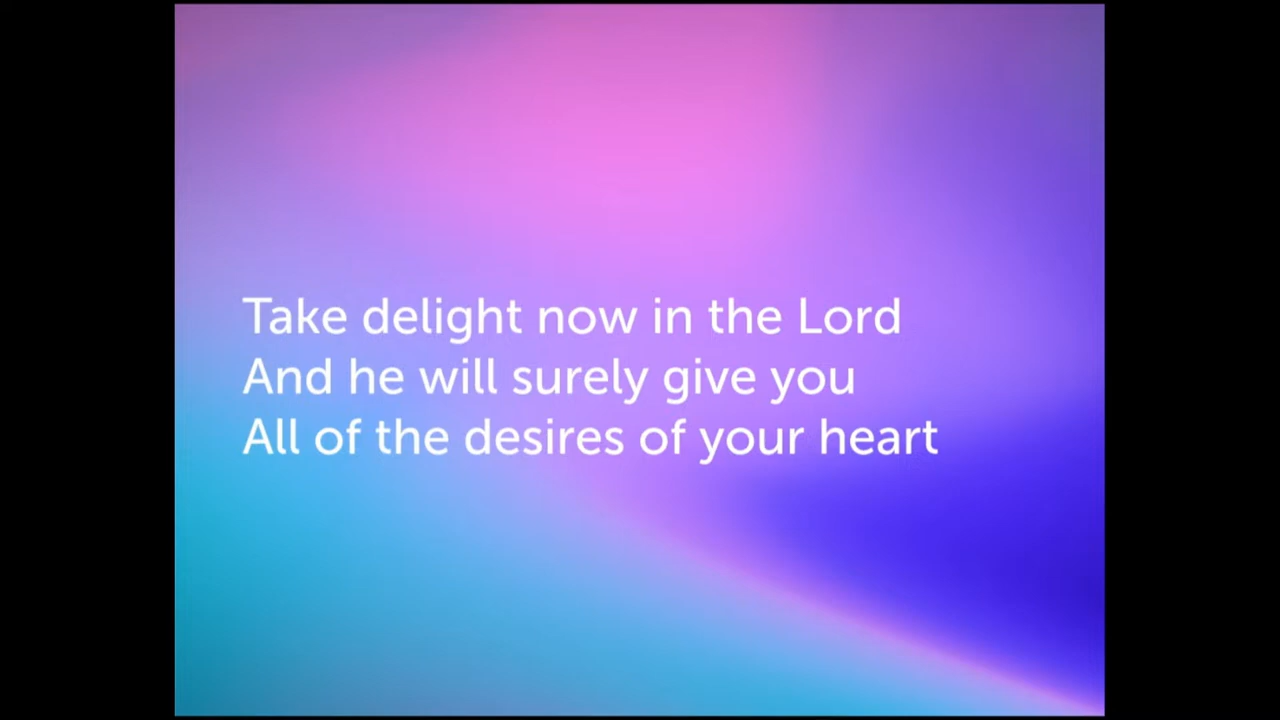 Take delight now in the Lord
And he will surely give you
All of the desires of your heart